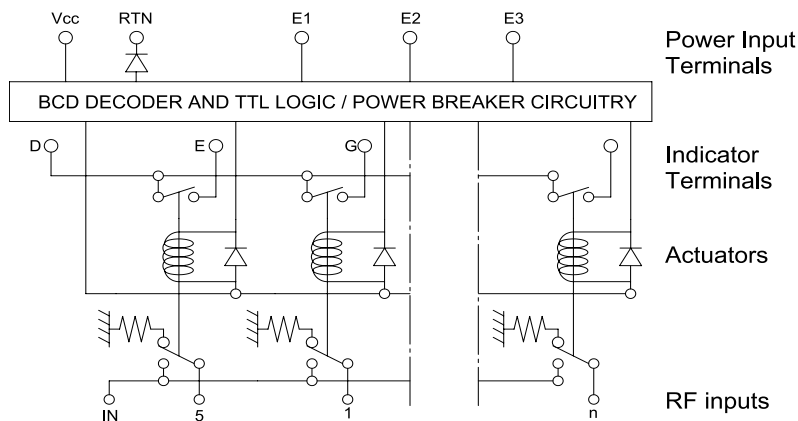 Vcc RTN E1 E2 E3
Power Input
Terminals
BCD DECODER AND TTL LOGIC / POWER BREAKER CIRCUITRY
D E G
Indicator
Terminals
Actuators
IN 5 1 n
RF inputs